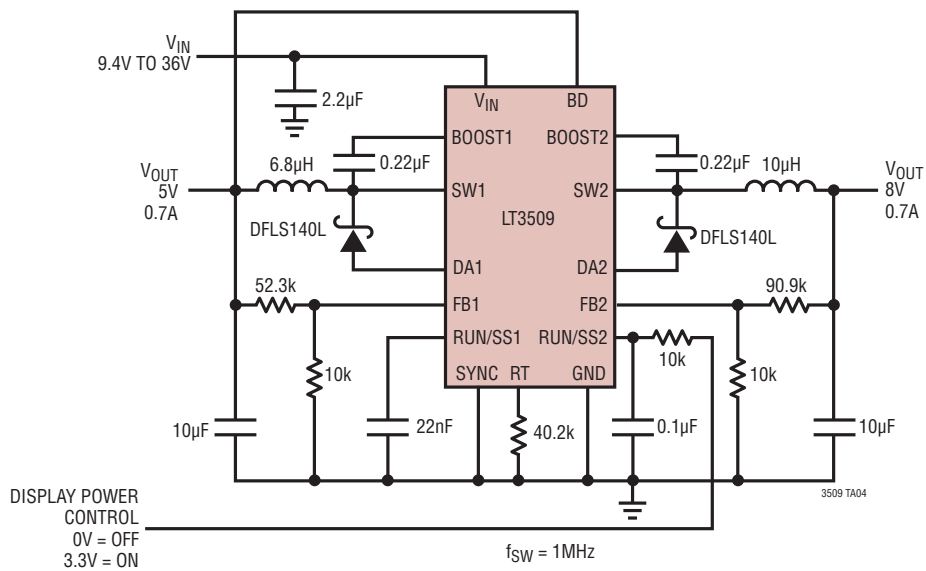 VIN
9.4V TO 36V
2.2µF
VIN
BD
BOOST1
BOOST2
6.8µH
0.22µF
0.22µF
10µH
VOUT
5V
0.7A
SW1
SW2
VOUT
8V
0.7A
LT3509
DFLS140L
DFLS140L
DA1
DA2
52.3k
FB1
FB2
90.9k
RUN/SS1
RUN/SS2
10k
10k
SYNC
RT
GND
10k
10µF
22nF
40.2k
0.1µF
10µF
3509 TA04
DISPLAY POWER
CONTROL
0V = OFF
3.3V = ON
fSW = 1MHz